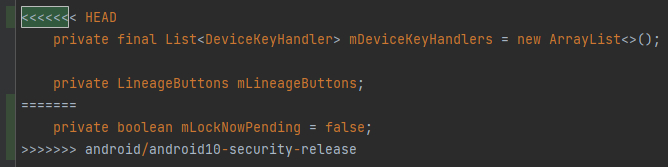 <<<<<<< HEAD
    private final List<DeviceKeyHandler> mDeviceKeyHandlers = new ArrayList<>();

    private LineageButtons mLineageButtons;
=======
    private boolean mLockNowPending = false;
>>>>>>> android/android10-security-release